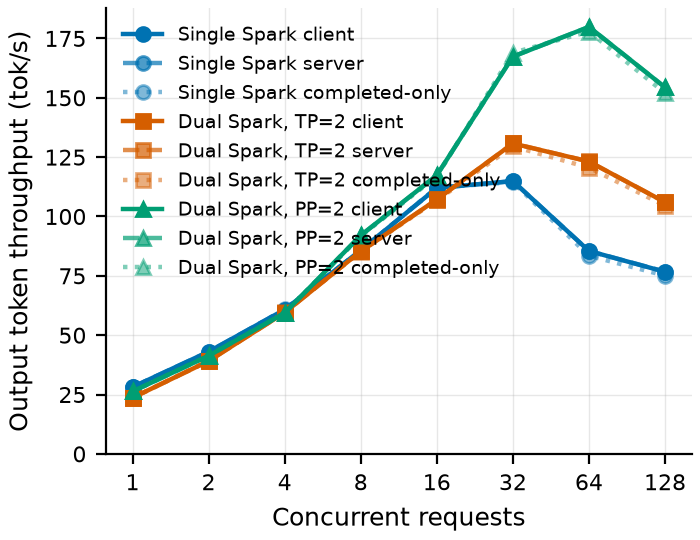 Output token throughput (tok/s)
175
150
125
100
75
50
25
0
Single Spark client
Single Spark server
Single Spark completed-only
Dual Spark, TP=2 client
Dual Spark, TP=2 server
Dual Spark, TP=2 completed-only
Dual Spark, PP=2 client
Dual Spark, PP=2 server
Dual Spark, PP=2 completed-only
1 2 4 8 16 32 64 128
Concurrent requests